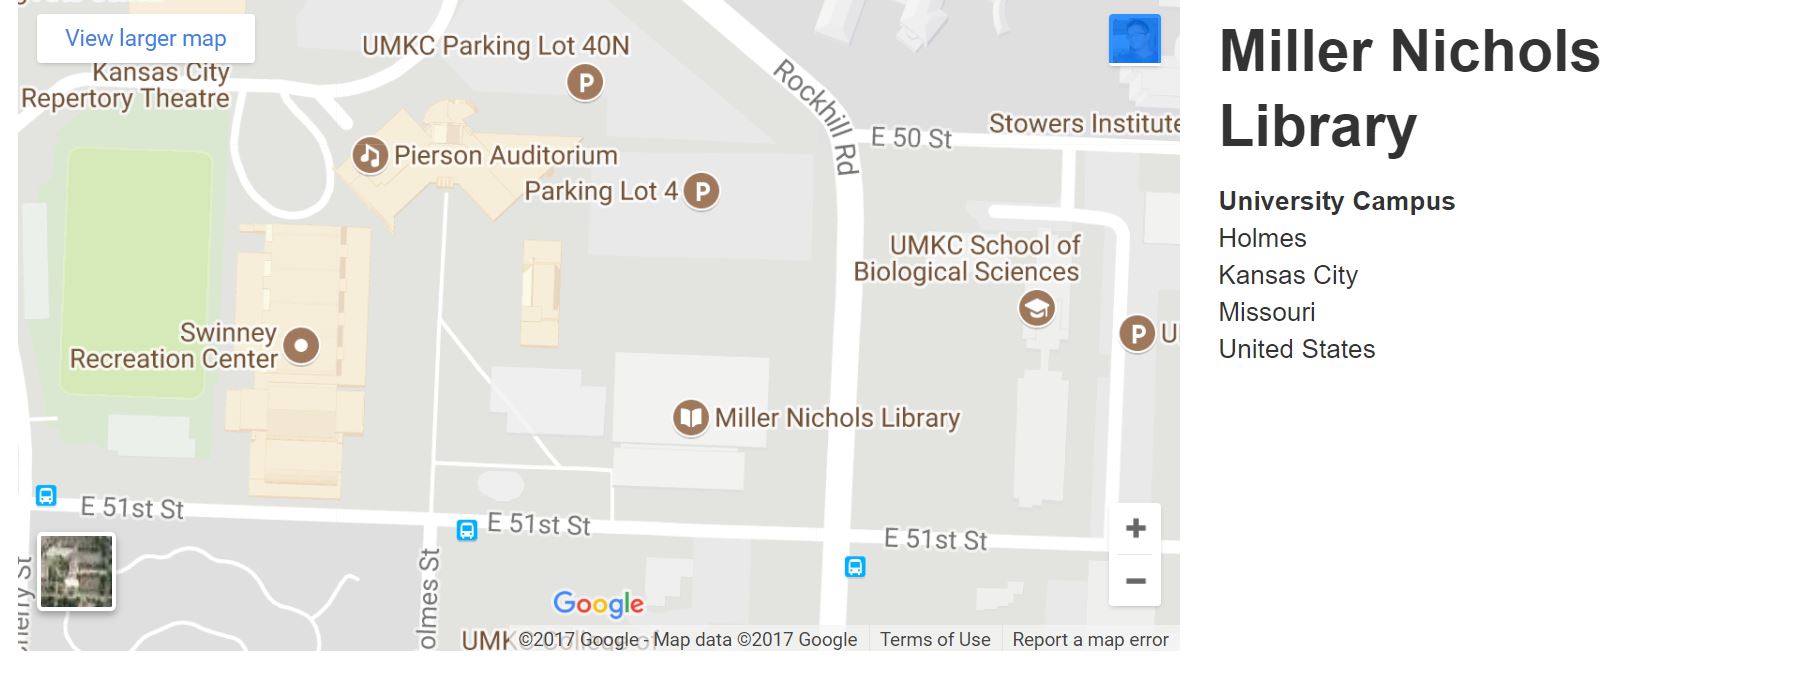 View larger map
Kansas City
Repertory Theatre
UMKC Parking Lot 40N
P
Rockhill Rd
E 50 St
Stowers Institute
Pierson Auditorium
Parking Lot 4
P
UMKC School of
Biological Sciences
P
Swinney
Recreation Center
Miller Nichols Library
E 51st St
E 51st St
E 51st St
olmes St
Google
+
−
©2017 Google - Map data ©2017 Google
Terms of Use
Report a map error
Miller Nichols
Library
University Campus
Holmes
Kansas City
Missouri
United States